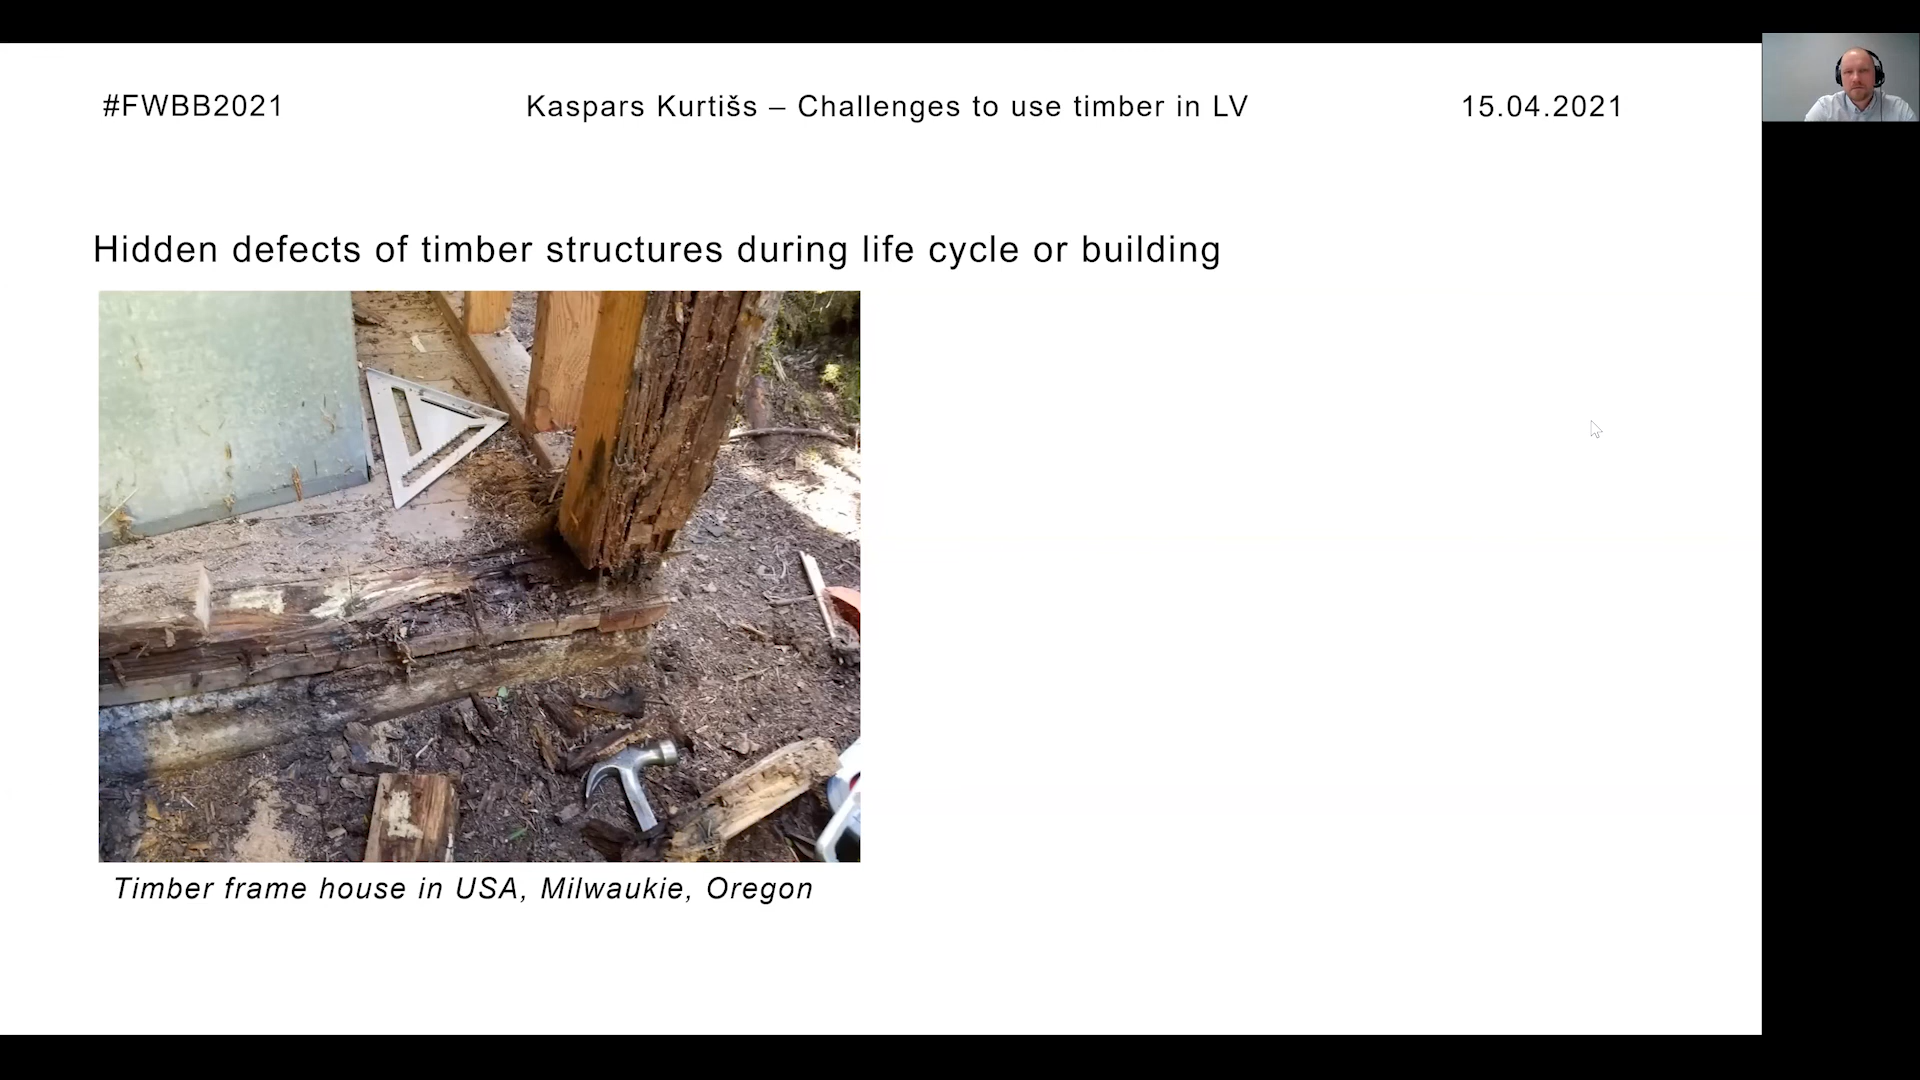 #FWBB2021
Kaspars Kurtišs – Challenges to use timber in LV
15.04.2021
Hidden defects of timber structures during life cycle or building
Timber frame house in USA, Milwaukie, Oregon